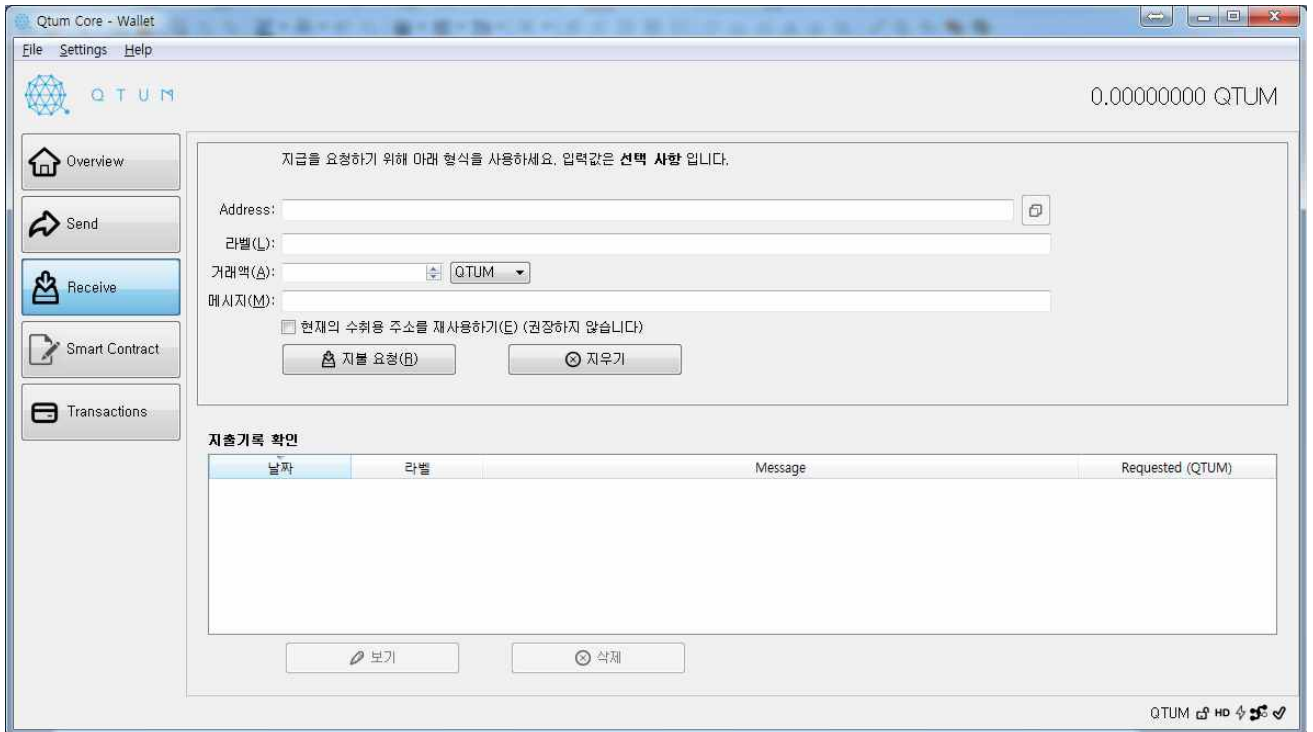 Qtum Core - Wallet
File Settings Help
QTUM
0.00000000 QTUM
Overview
Send
Receive
Smart Contract
Transactions
지급을 요청하기 위해 아래 형식을 사용하세요. 입력값은 선택 사항 입니다.
Address:
라벨(L):
거래액(A): QTUM
메시지(M):
현재의 수취용 주소를 재사용하기(E) (권장하지 않습니다)
지불 요청(R) 지우기
지출기록 확인
날짜 라벨 Message Requested (QTUM)
보기 삭제
QTUM HD